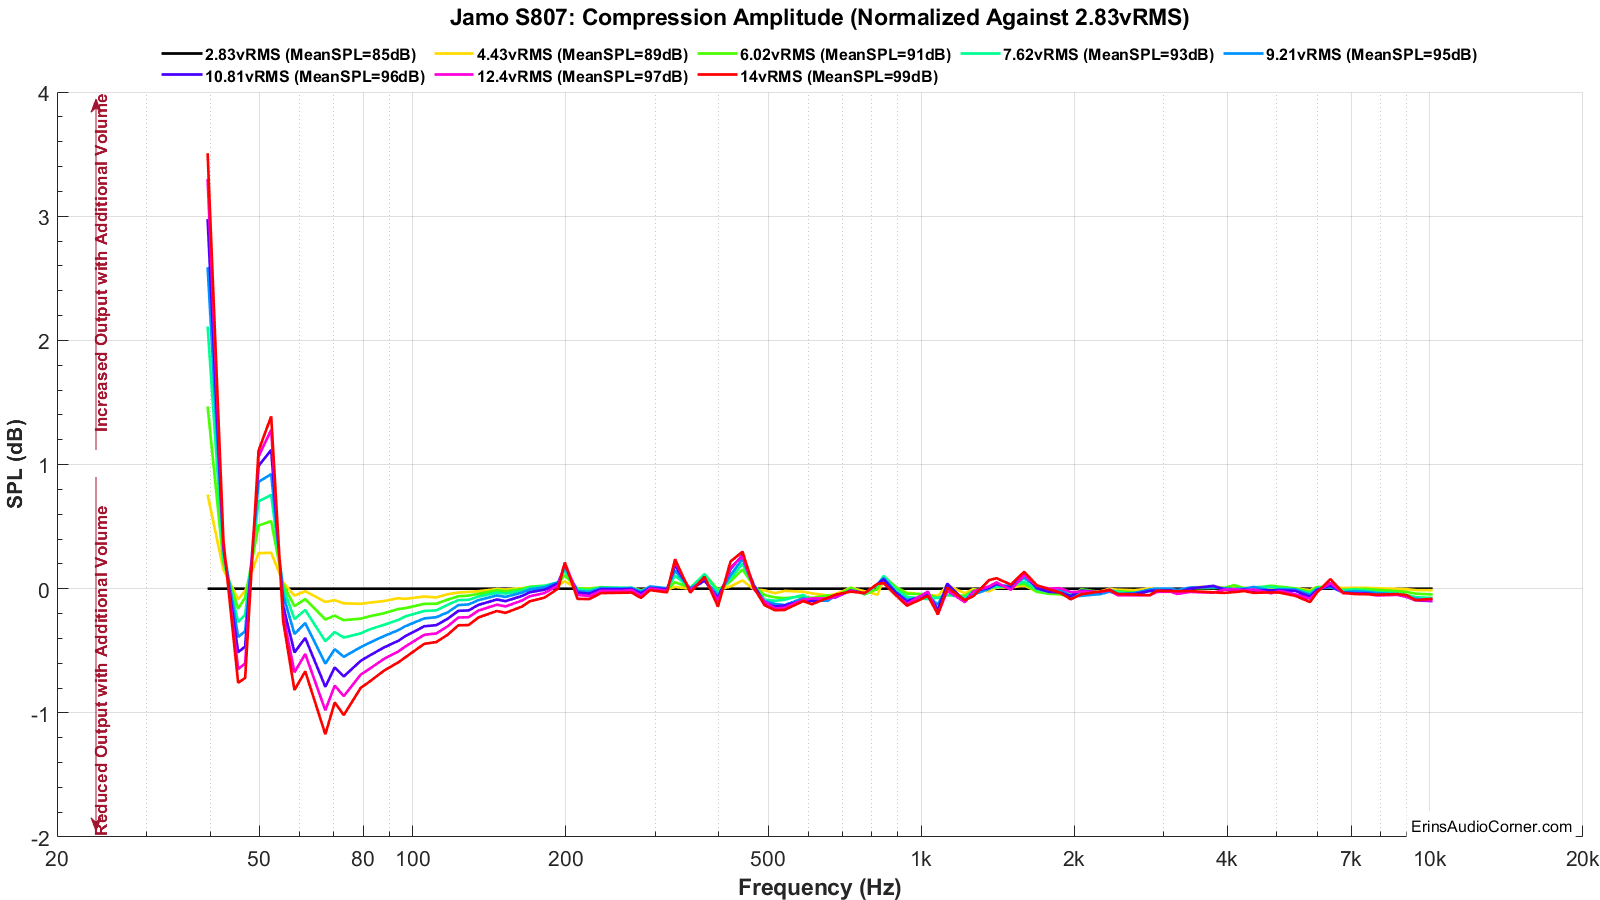 Jamo S807: Compression Amplitude (Normalized Against 2.83vRMS)
2.83vRMS (MeanSPL=85dB) 4.43vRMS (MeanSPL=89dB) 6.02vRMS (MeanSPL=91dB) 7.62vRMS (MeanSPL=93dB) 9.21vRMS (MeanSPL=95dB)
10.81vRMS (MeanSPL=96dB) 12.4vRMS (MeanSPL=97dB) 14vRMS (MeanSPL=99dB)
4
3
2
1
0
-1
-2
SPL (dB)
Increased Output with Additional Volume
Reduced Output with Additional Volume
ErinsAudioCorner.com
20 50 80 100 200 500 1k 2k 4k 7k 10k 20k
Frequency (Hz)